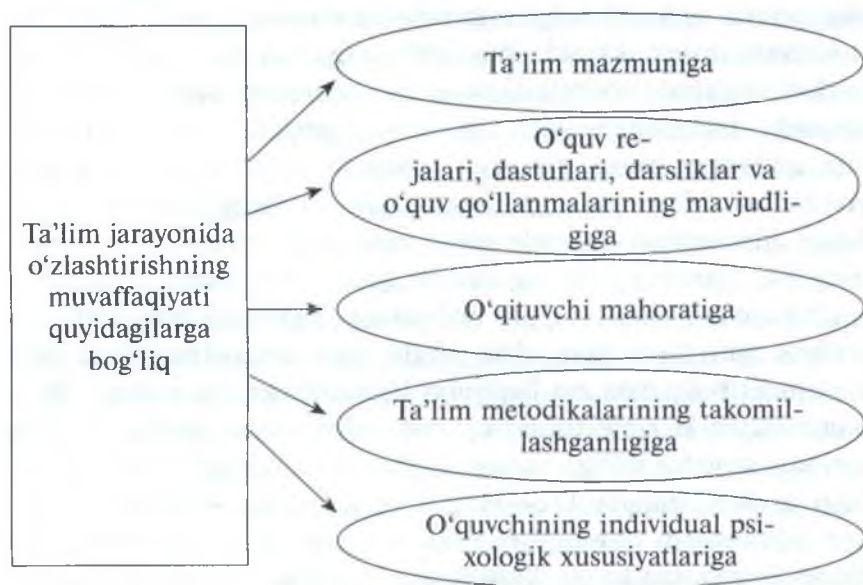 Ta’lim jarayonida
o‘zlashtirishning
muvaffaqiyati
quyidagilarga
bog‘liq
Ta’lim mazmuniga
O‘quv re-
jalari, dasturlari, darsliklar va
o‘quv qo‘llanmalarining mavjudli-
giga
O‘qituvchi mahoratiga
Ta’lim metodikalarining takomil-
lashganligiga
O‘quvchining individual psi-
xologik xususiyatlariga